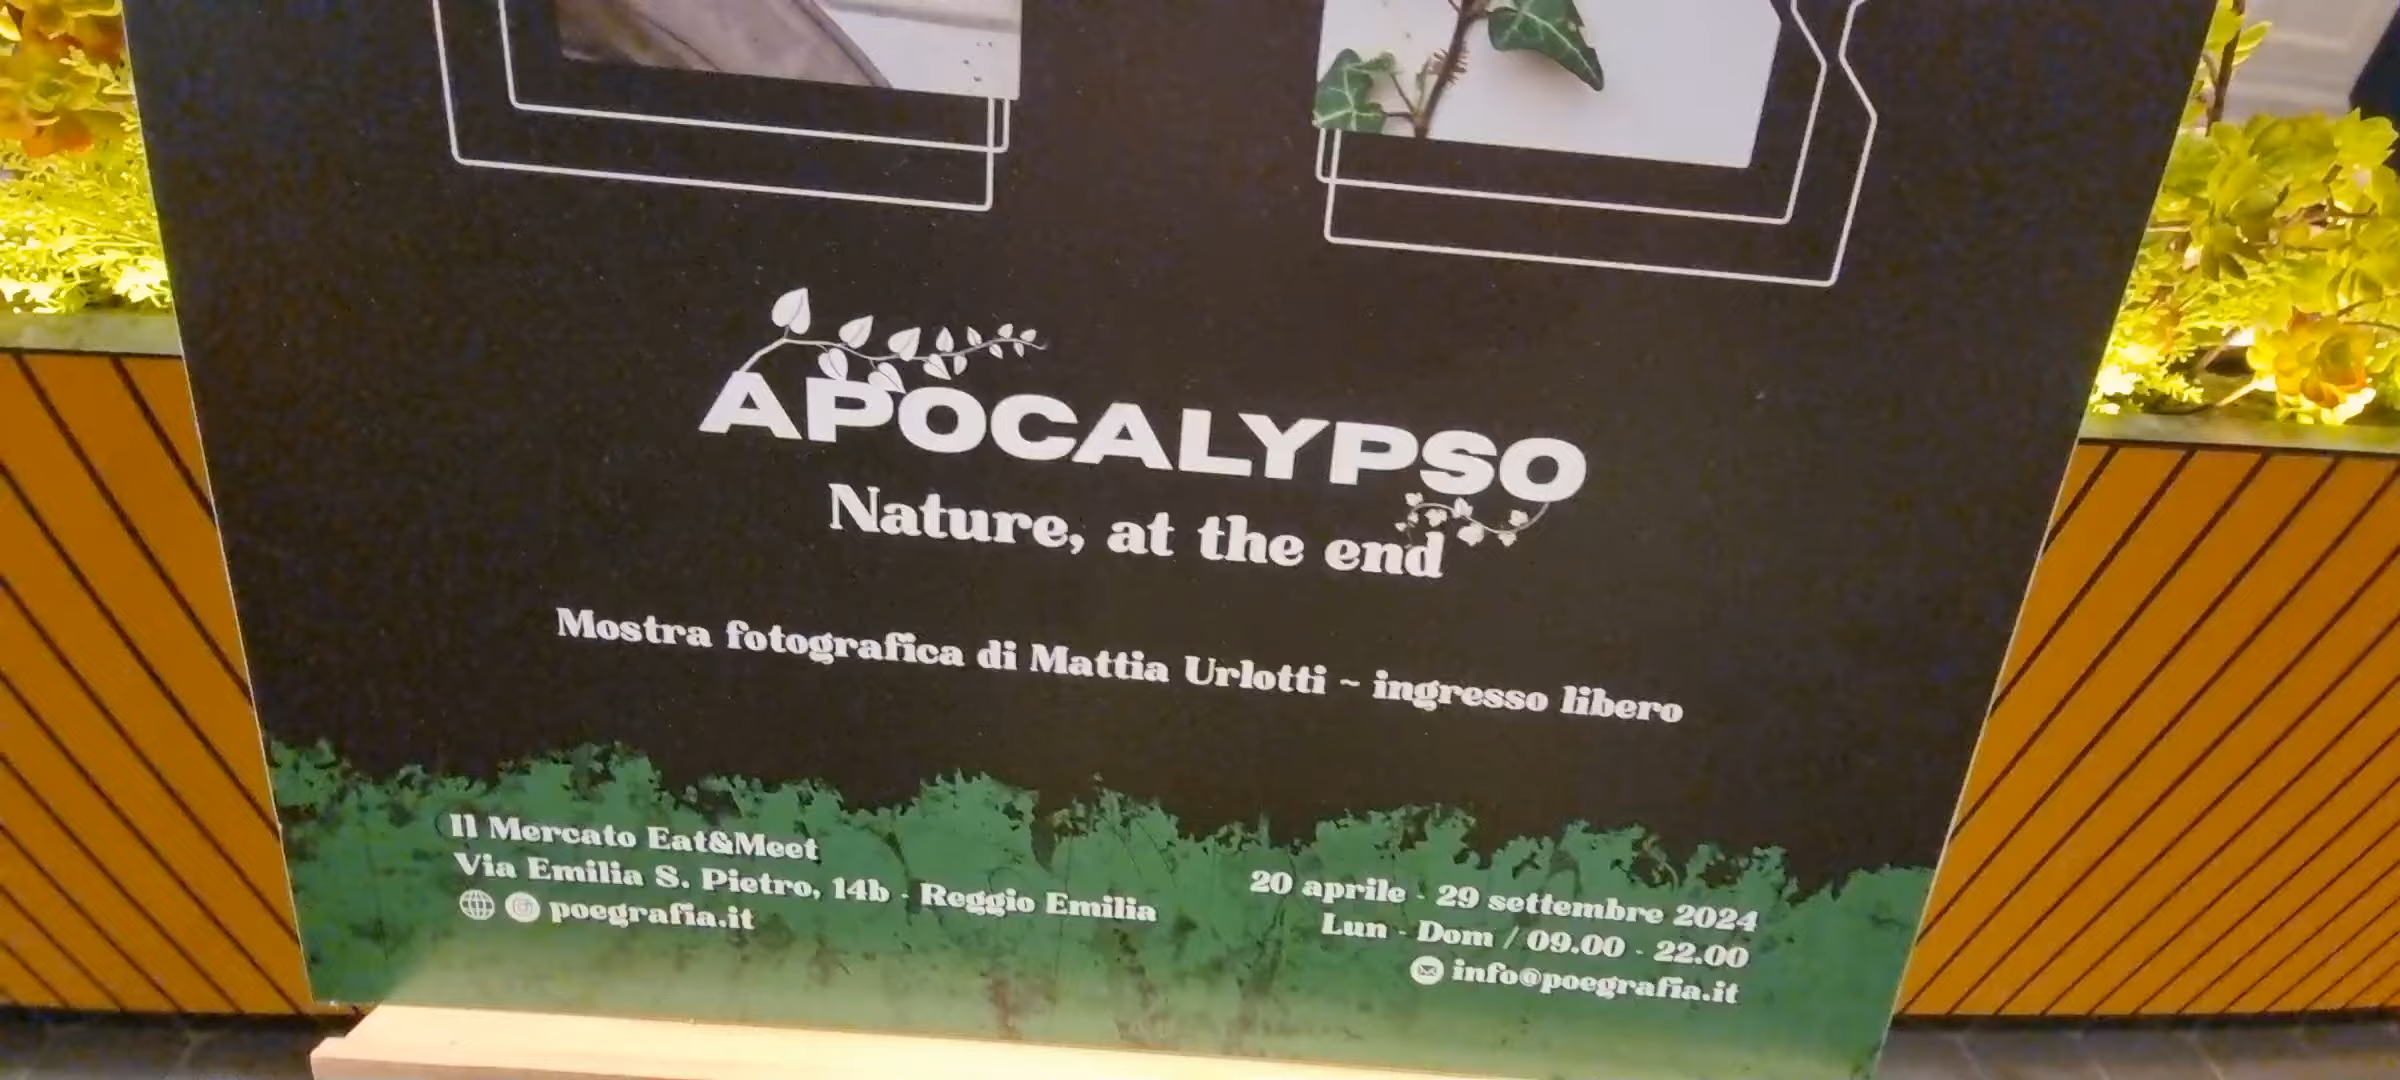 APOCALYPSO
Nature, at the end
Mostra fotografica di Mattia Urlotti ~ ingresso libero
Il Mercato Eat&Meet
Via Emilia S. Pietro, 14b - Reggio Emilia
poegrafia.it
20 aprile - 29 settembre 2024
Lun - Dom / 09.00 - 22.00
info@poegrafia.it